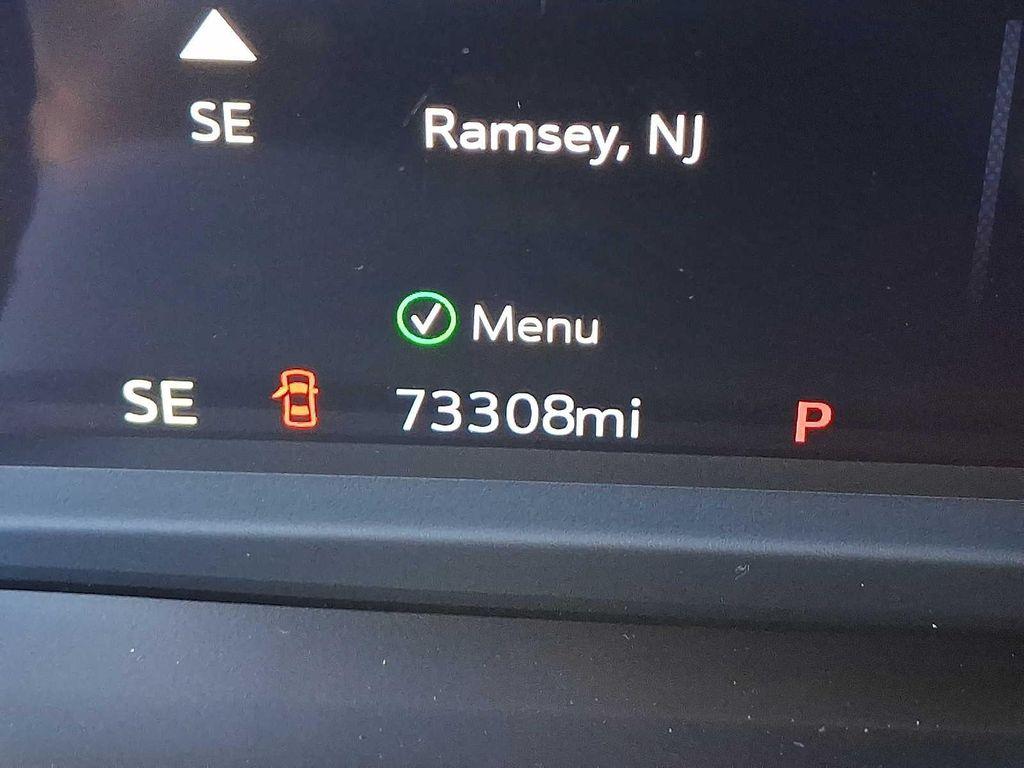 SE
Ramsey, NJ
Menu
SE 73308mi P